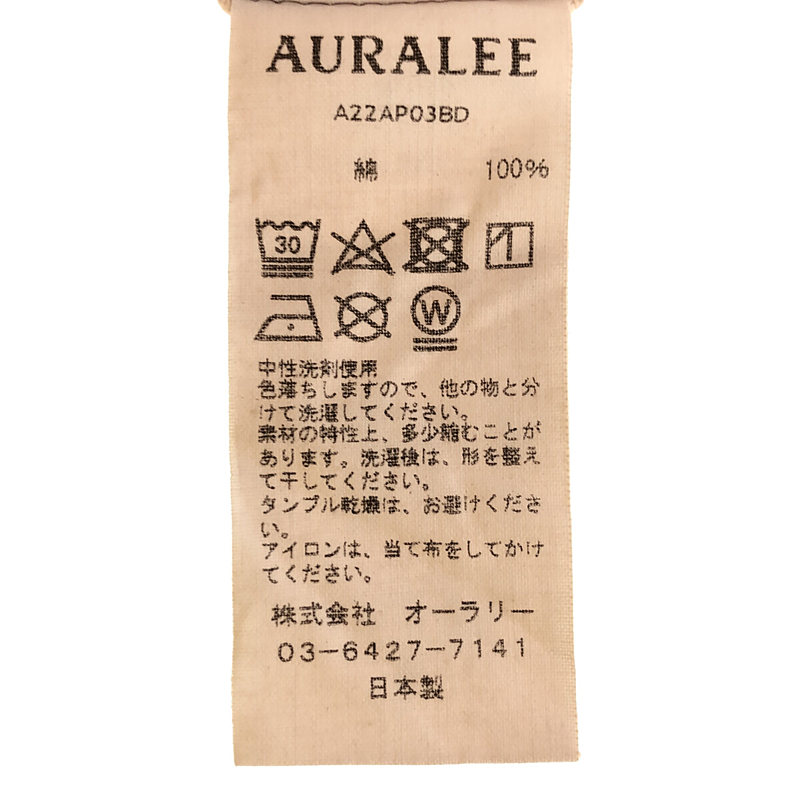 AURALEE
A22AP03BD
綿 100%
30
W
中性洗剤使用
色落ちしますので、他の物と分
けて洗濯してください。
素材の特性上、多少縮むことが
あります。洗濯後は、形を整え
て干してください。
タンブル乾燥は、お避けくださ
い。
アイロンは、当て布をしてかけ
てください。
株式会社 オーラリー
03-6427-7141
日本製